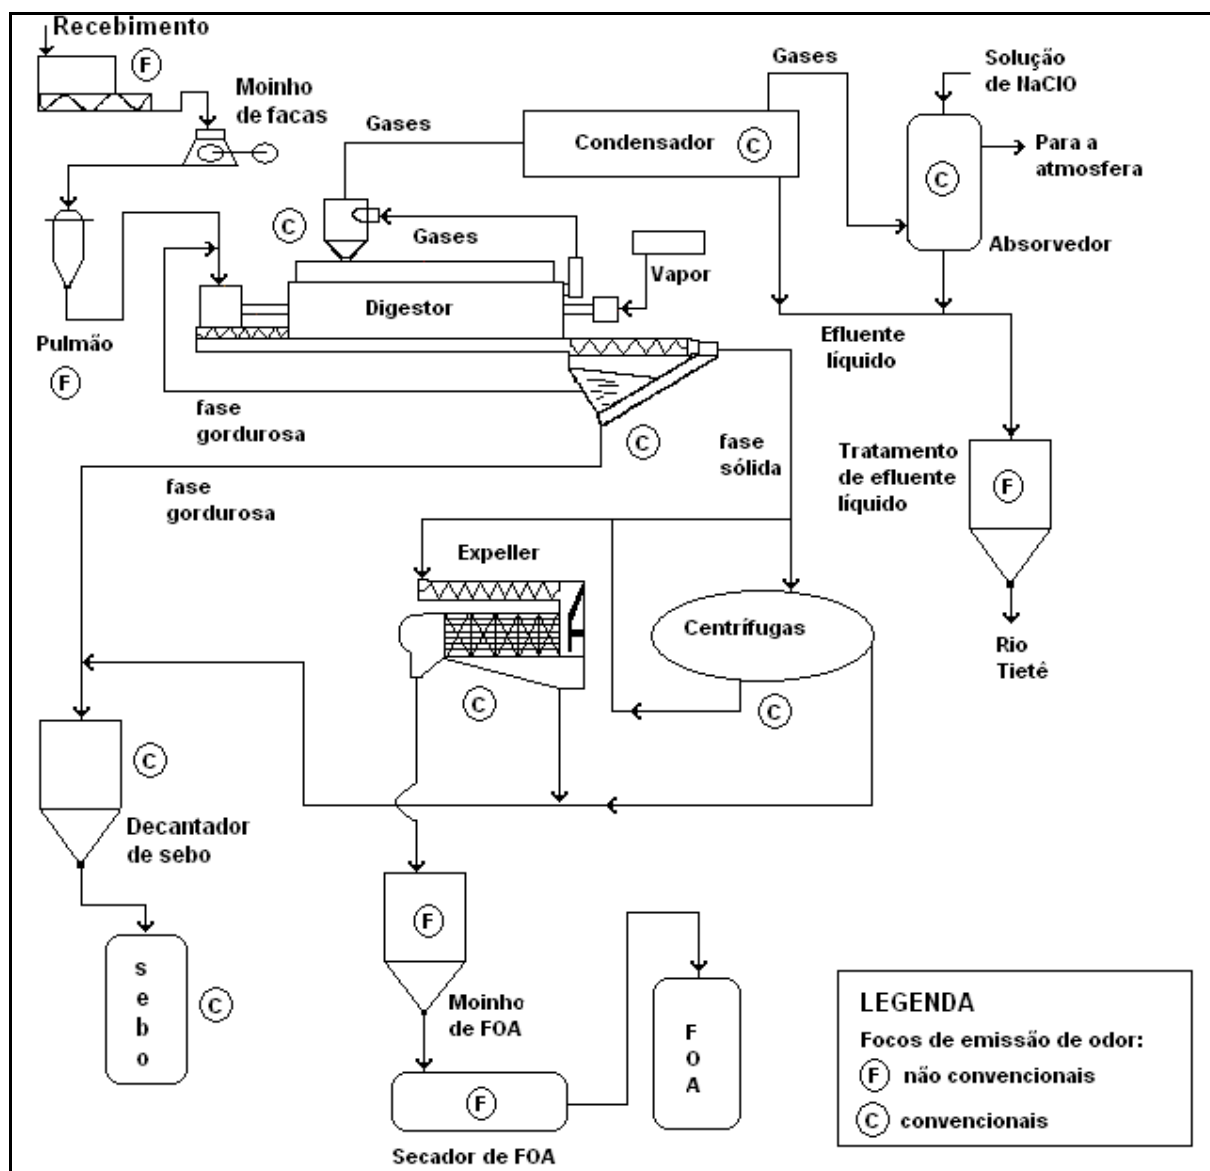 Recebimento
F
Moinho
de facas
Gases
Condensador
C
Gases
Solução
de NaClO
C
Para a
atmosfera
Absorvedor
C
Gases
Vapor
Digestor
Pulmão
F
fase
gordurosa
C
Efluente
líquido
fase
sólida
Tratamento
de efluente
líquido
F
fase
gordurosa
Expeller
C
Centrífugas
C
Rio
Tietê
C
Decantador
de sebo
s
e
b
o
C
F
Moinho
de FOA
F
Secador de FOA
F
O
A
LEGENDA
Focos de emissão de odor:
F não convencionais
C convencionais